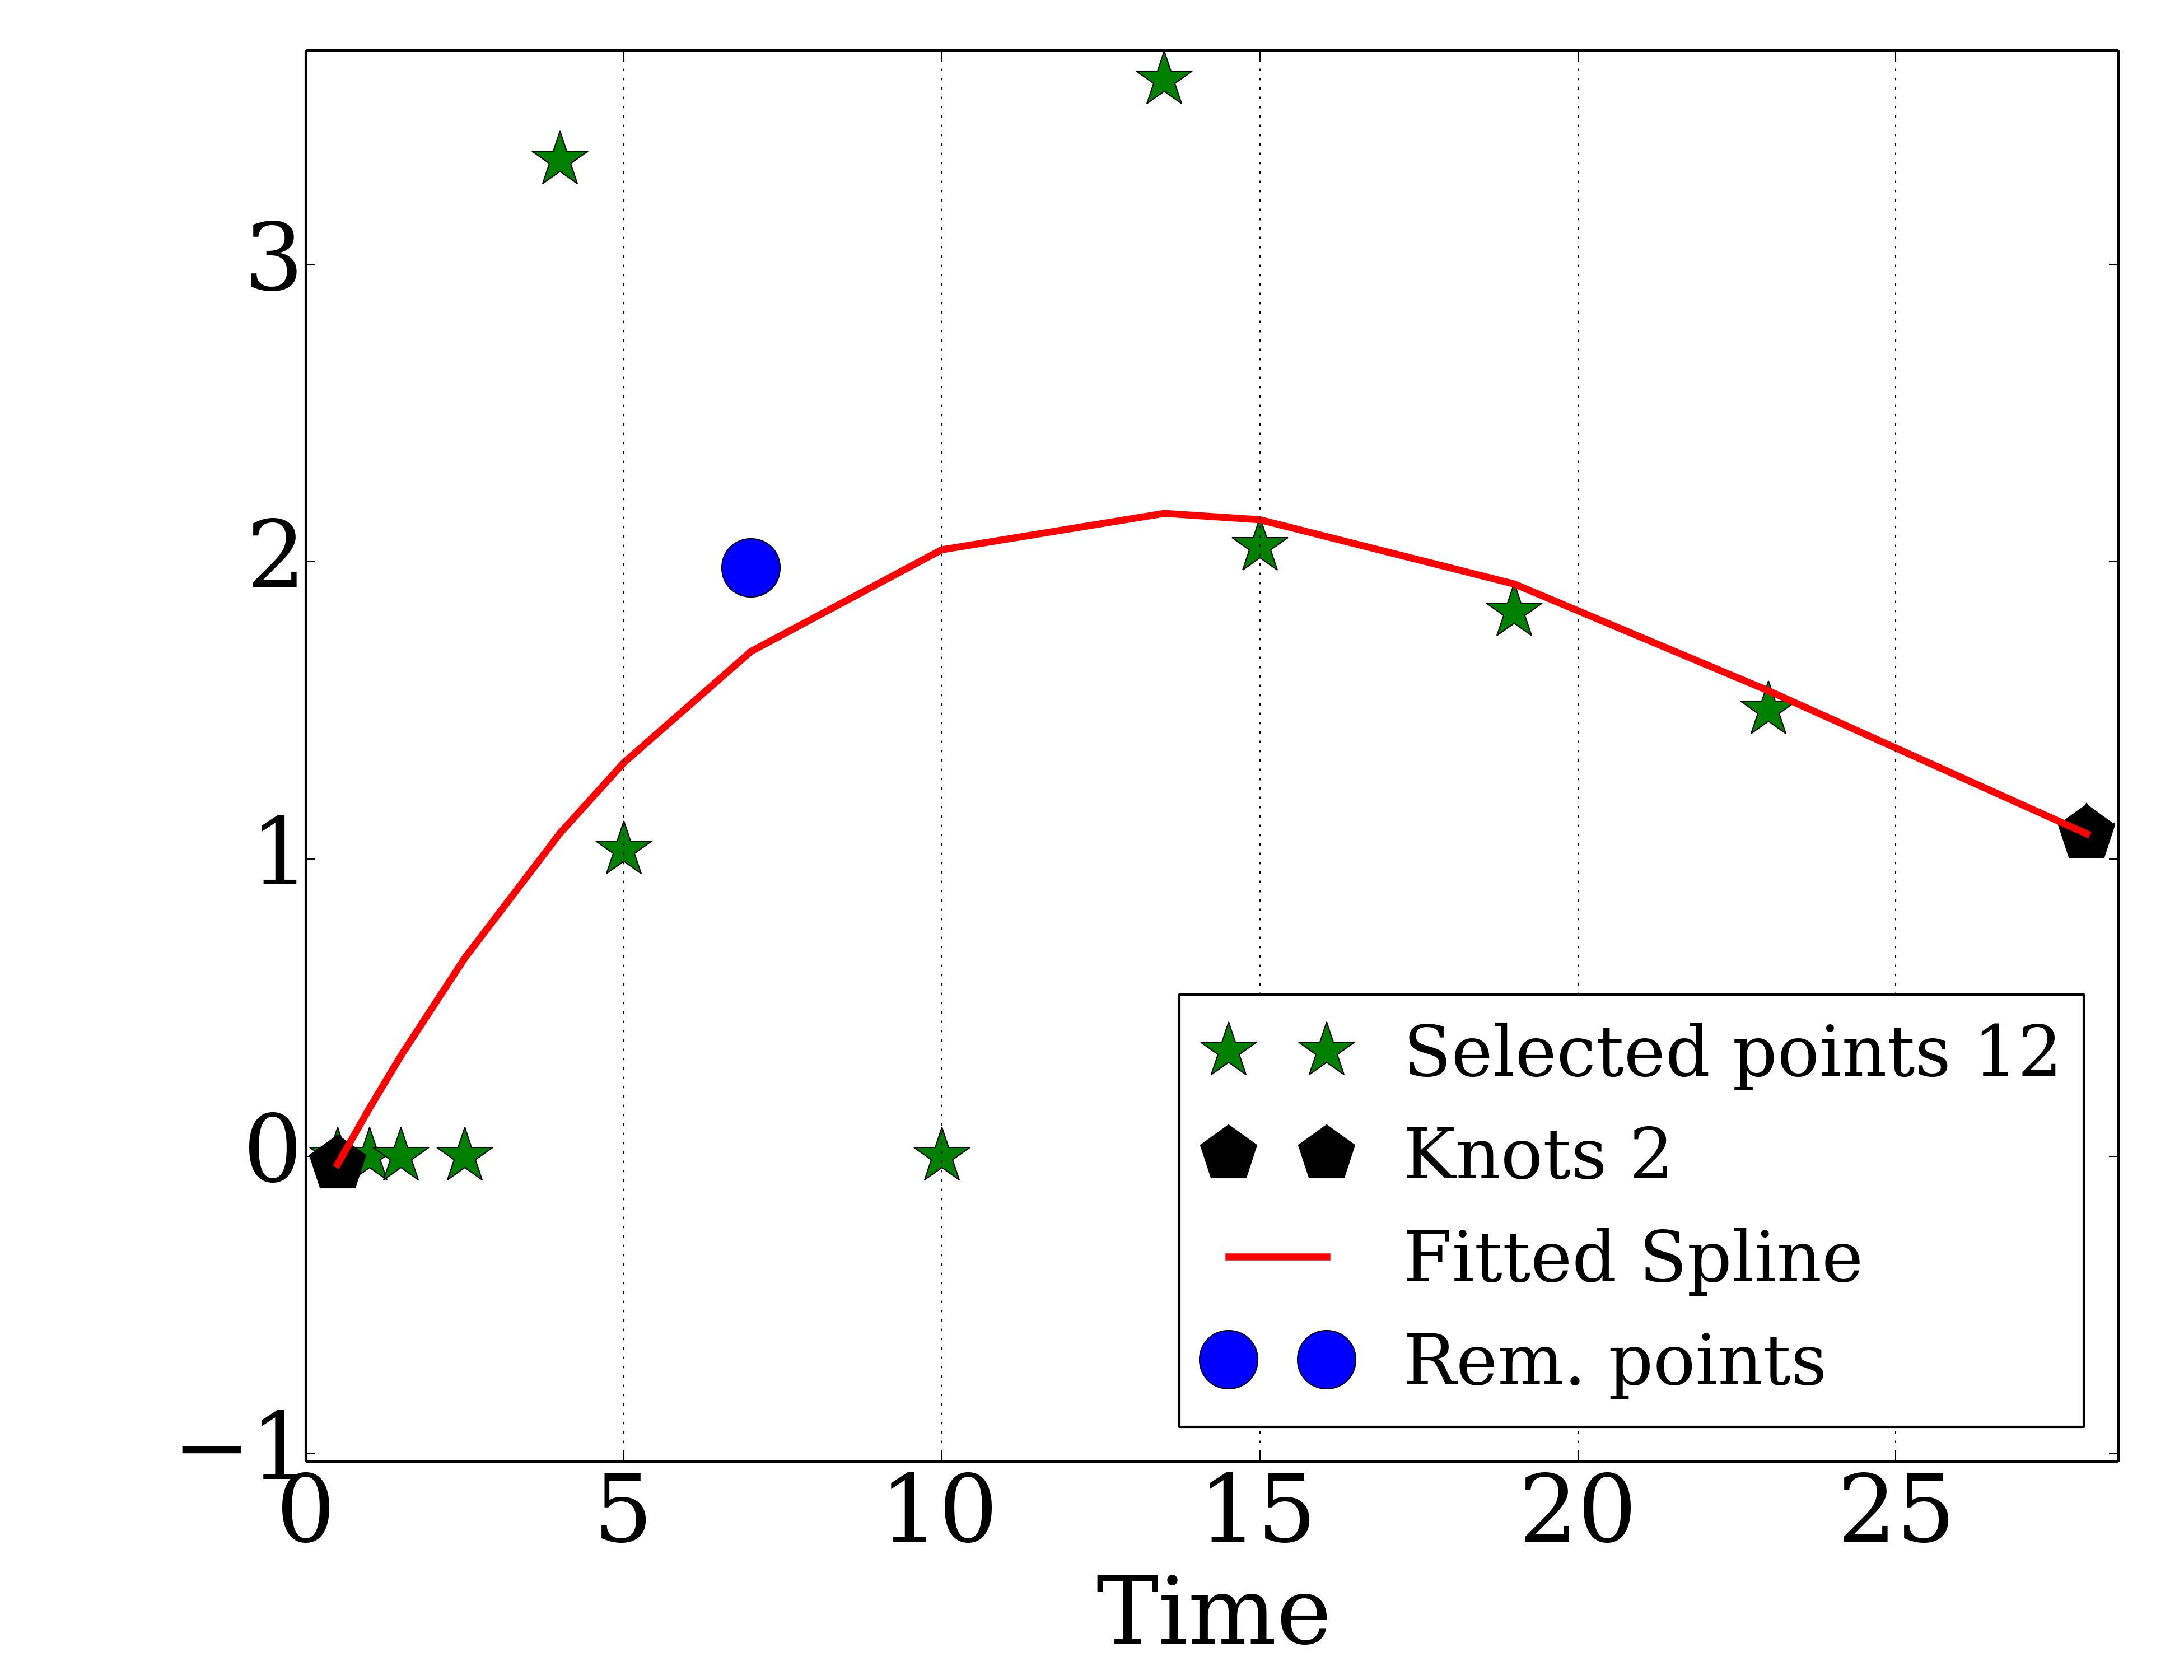 3
2
1
0
−1
0 5 10 15 20 25
Time
Selected points 12
Knots 2
Fitted Spline
Rem. points